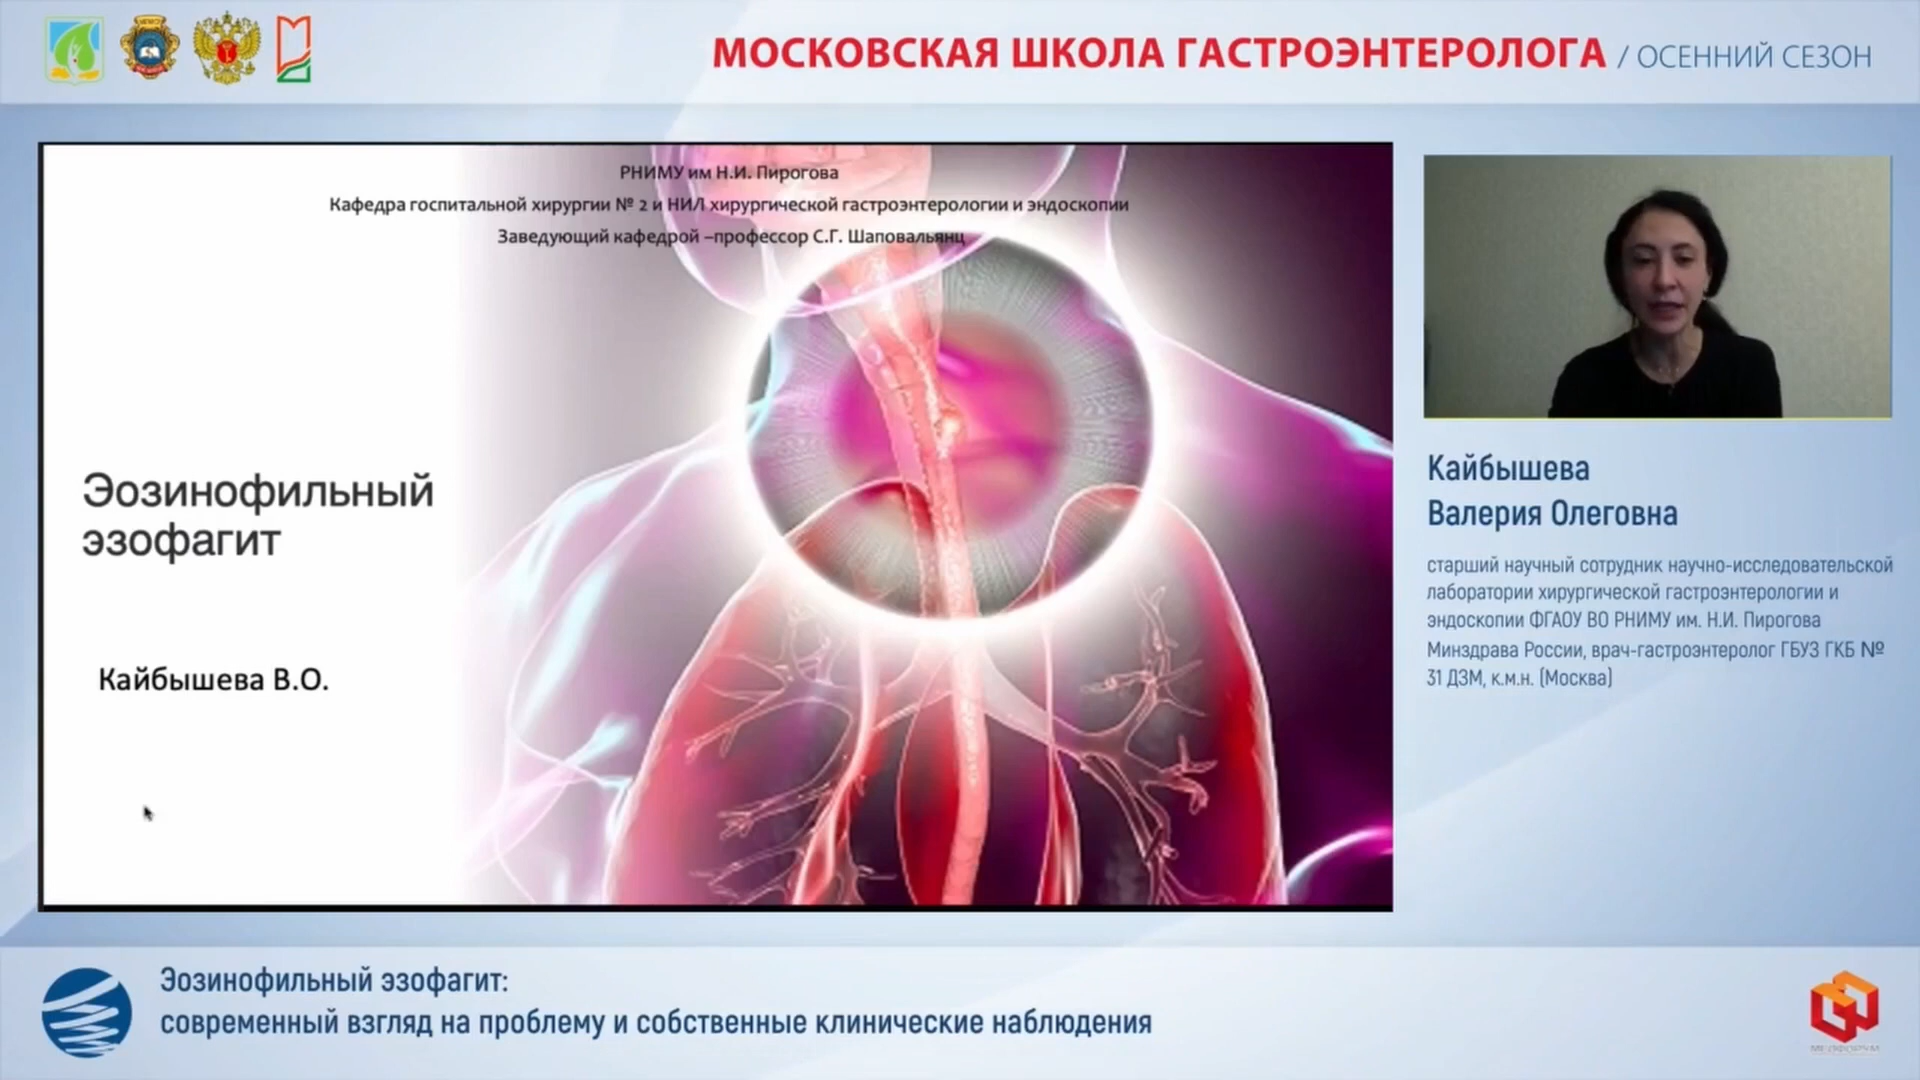 МОСКОВСКАЯ ШКОЛА ГАСТРОЭНТЕРОЛОГА / ОСЕННИЙ СЕЗОН
РНИМУ им Н.И. Пирогова
Кафедра госпитальной хирургии № 2 и НИЛ хирургической гастроэнтерологии и эндоскопии
Заведующий кафедрой –профессор С.Г. Шаповальянц
Эозинофильный
эзофагит
Кайбышева В.О.
Кайбышева
Валерия Олеговна
старший научный сотрудник научно-исследовательской
лаборатории хирургической гастроэнтерологии и
эндоскопии ФГАОУ ВО РНИМУ им. Н.И. Пирогова
Минздрава России, врач-гастроэнтеролог ГБУЗ ГКБ №
31 ДЗМ, к.м.н. (Москва)
Эозинофильный эзофагит:
современный взгляд на проблему и собственные клинические наблюдения
МЕДФОРУМ